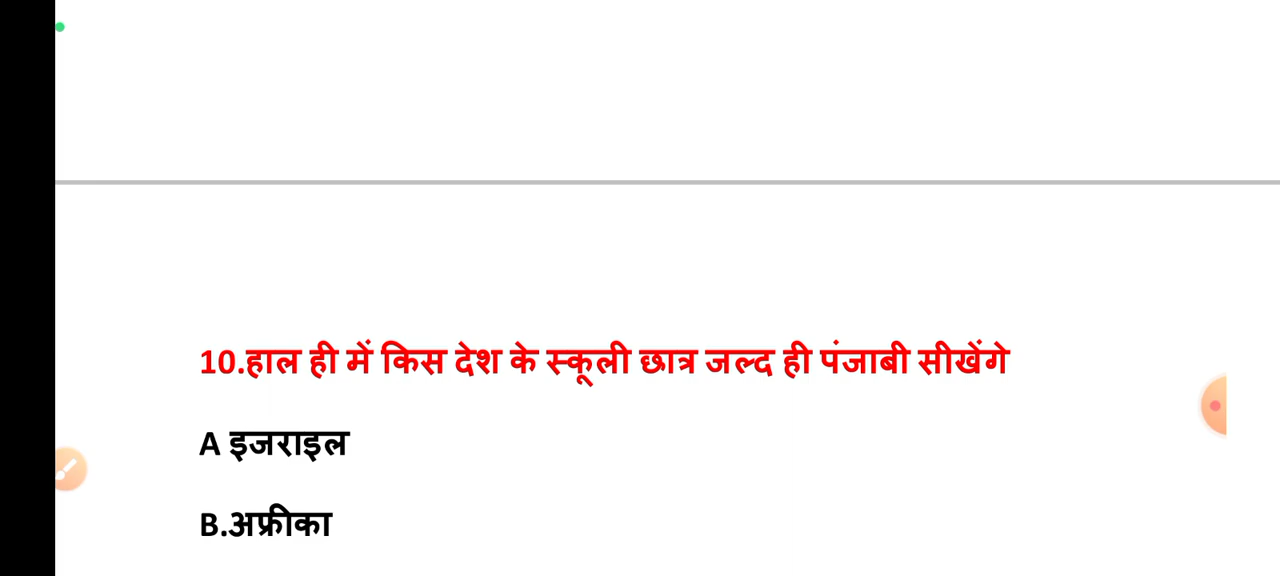 10.हाल ही में किस देश के स्कूली छात्र जल्द ही पंजाबी सीखेंगे
A इजराइल
B.अफ्रीका